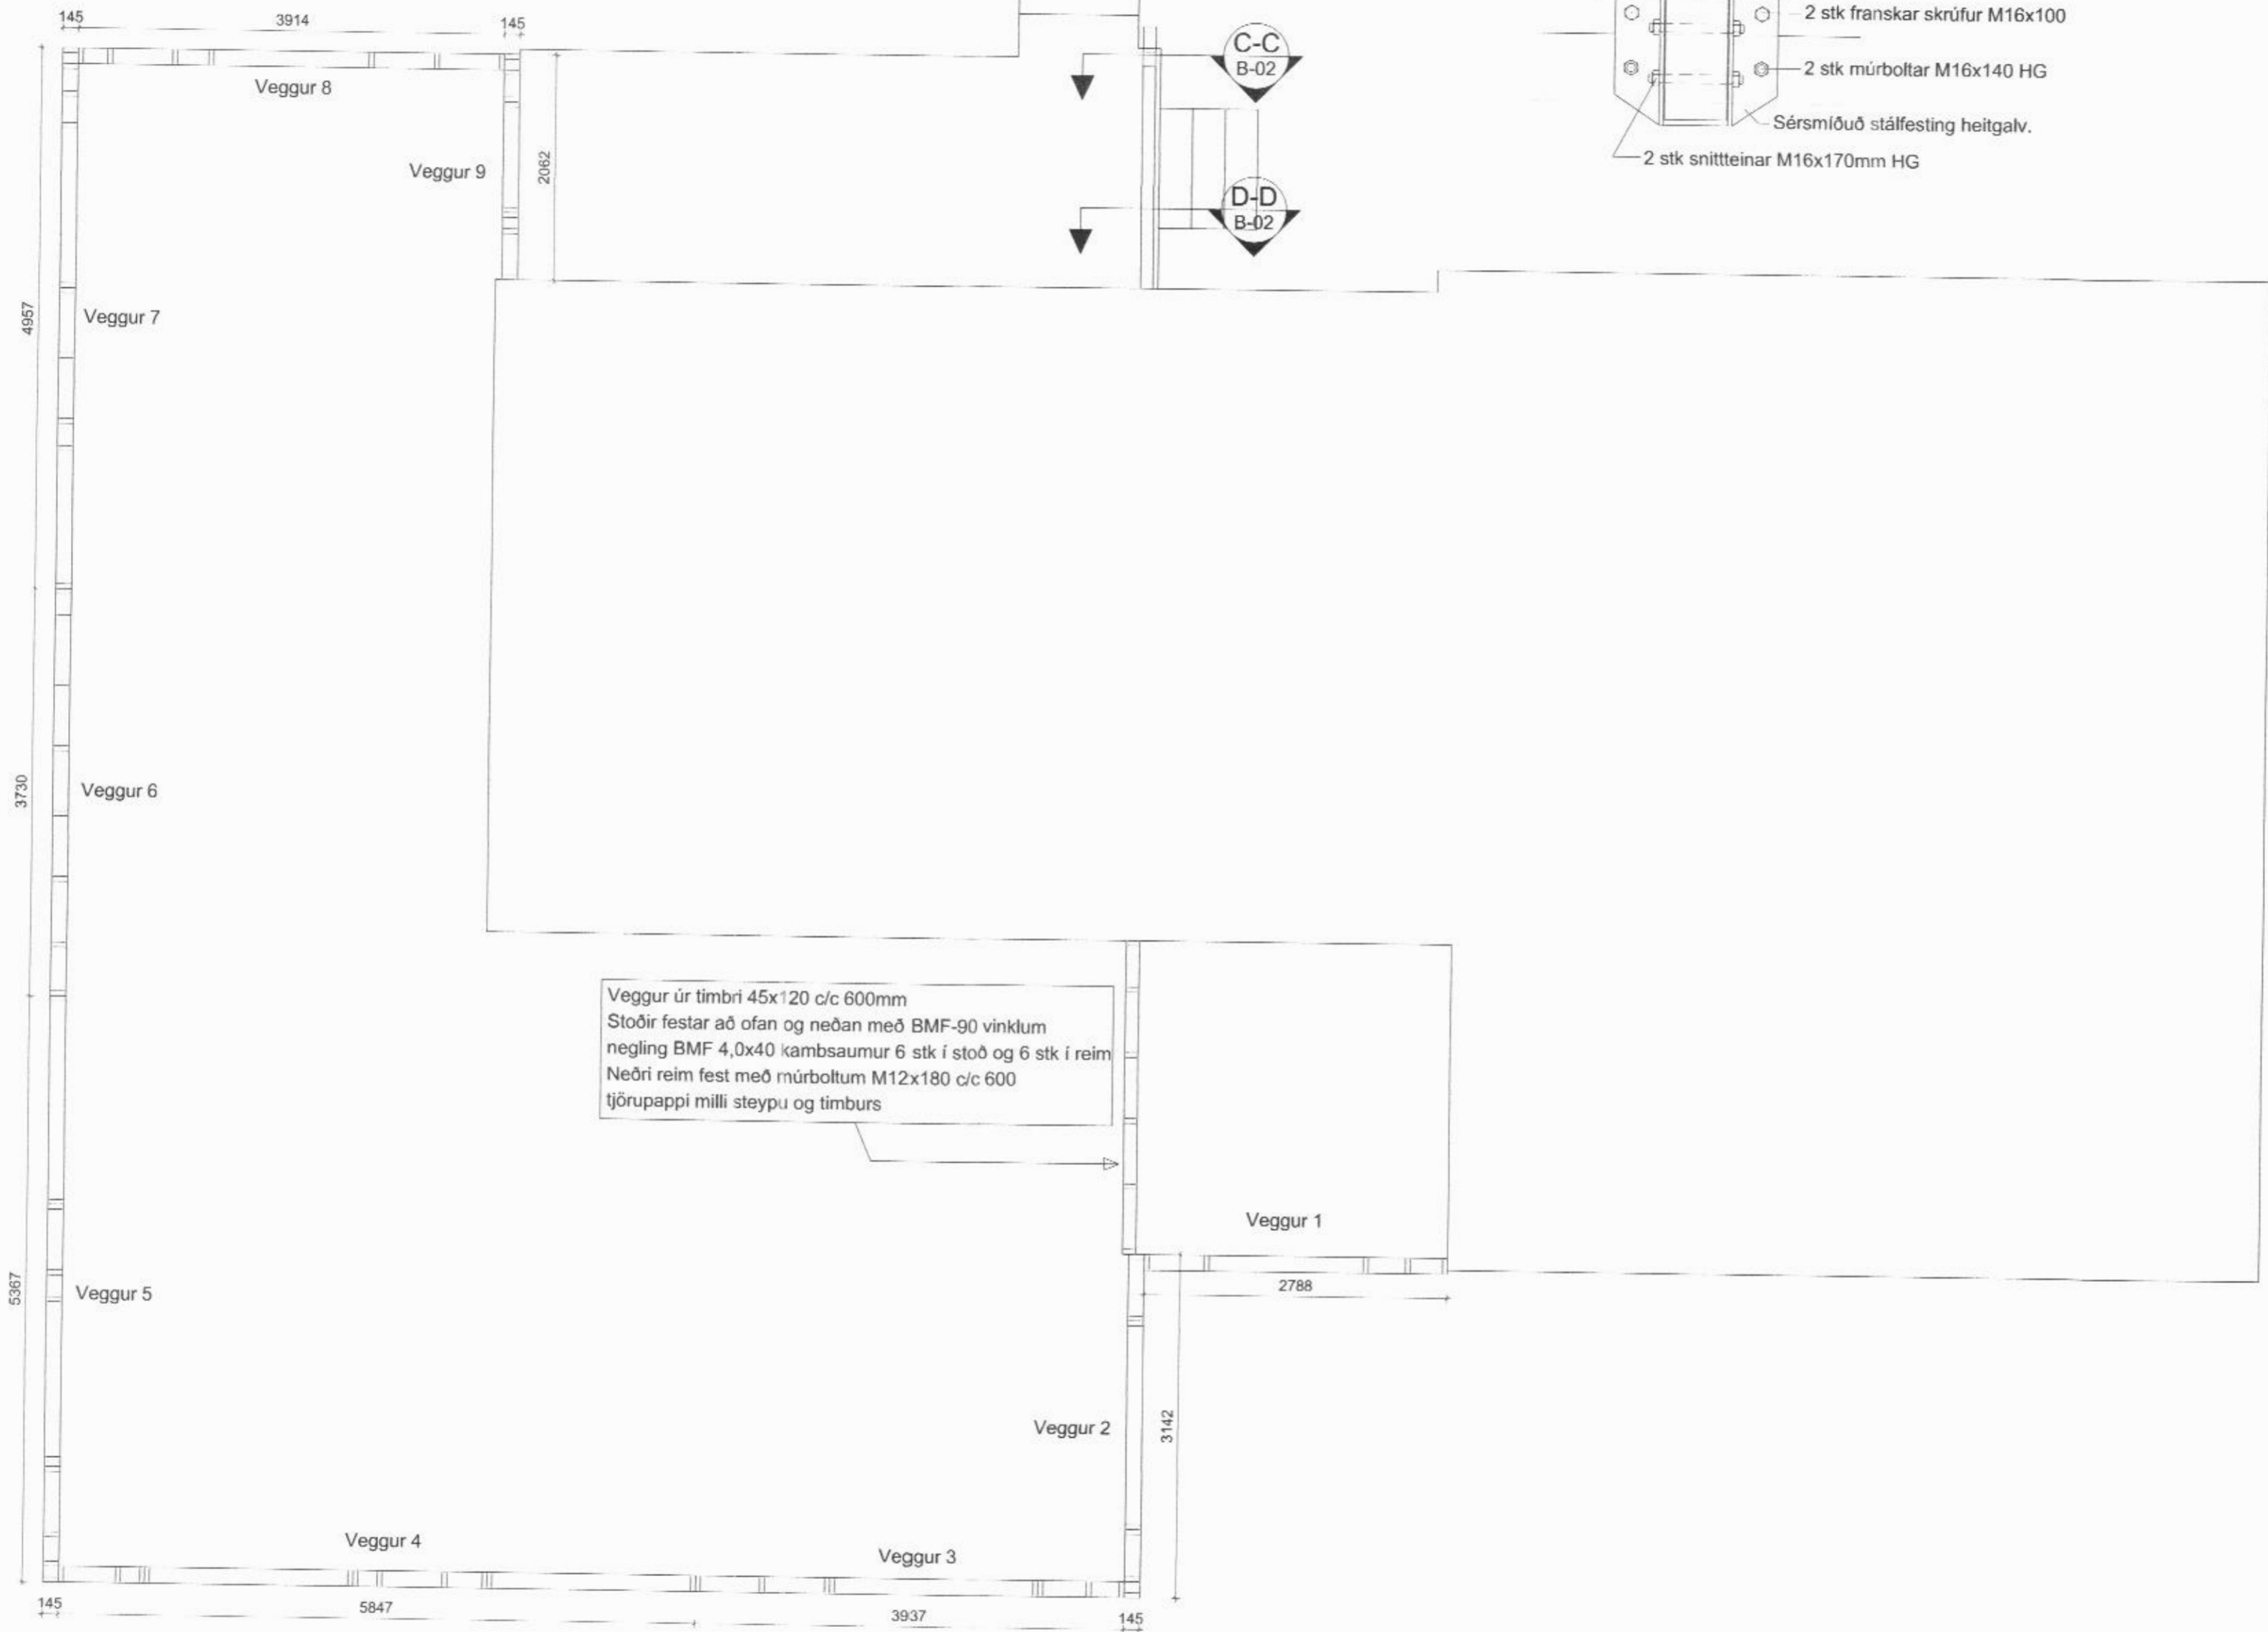 145
3914
145
Veggur 8
Veggur 9
2062
C-C
B-02
D-D
B-02
2 stk franskar skrúfur M16x100
2 stk múrboltar M16x140 HG
Sérsmíðuð stálfesting heitgalv.
2 stk snittteinar M16x170mm HG
4957
Veggur 7
3730
Veggur 6
Veggur úr timbri 45x120 c/c 600mm
Stoðir festar að ofan og neðan með BMF-90 vinklum
negling BMF 4,0x40 kambsaumur 6 stk í stoð og 6 stk í reim
Neðri reim fest með múrboltum M12x180 c/c 600
tjörupappi milli steypu og timburs
Veggur 1
2788
5367
Veggur 5
Veggur 2
3142
Veggur 4
Veggur 3
145
5847
3937
145